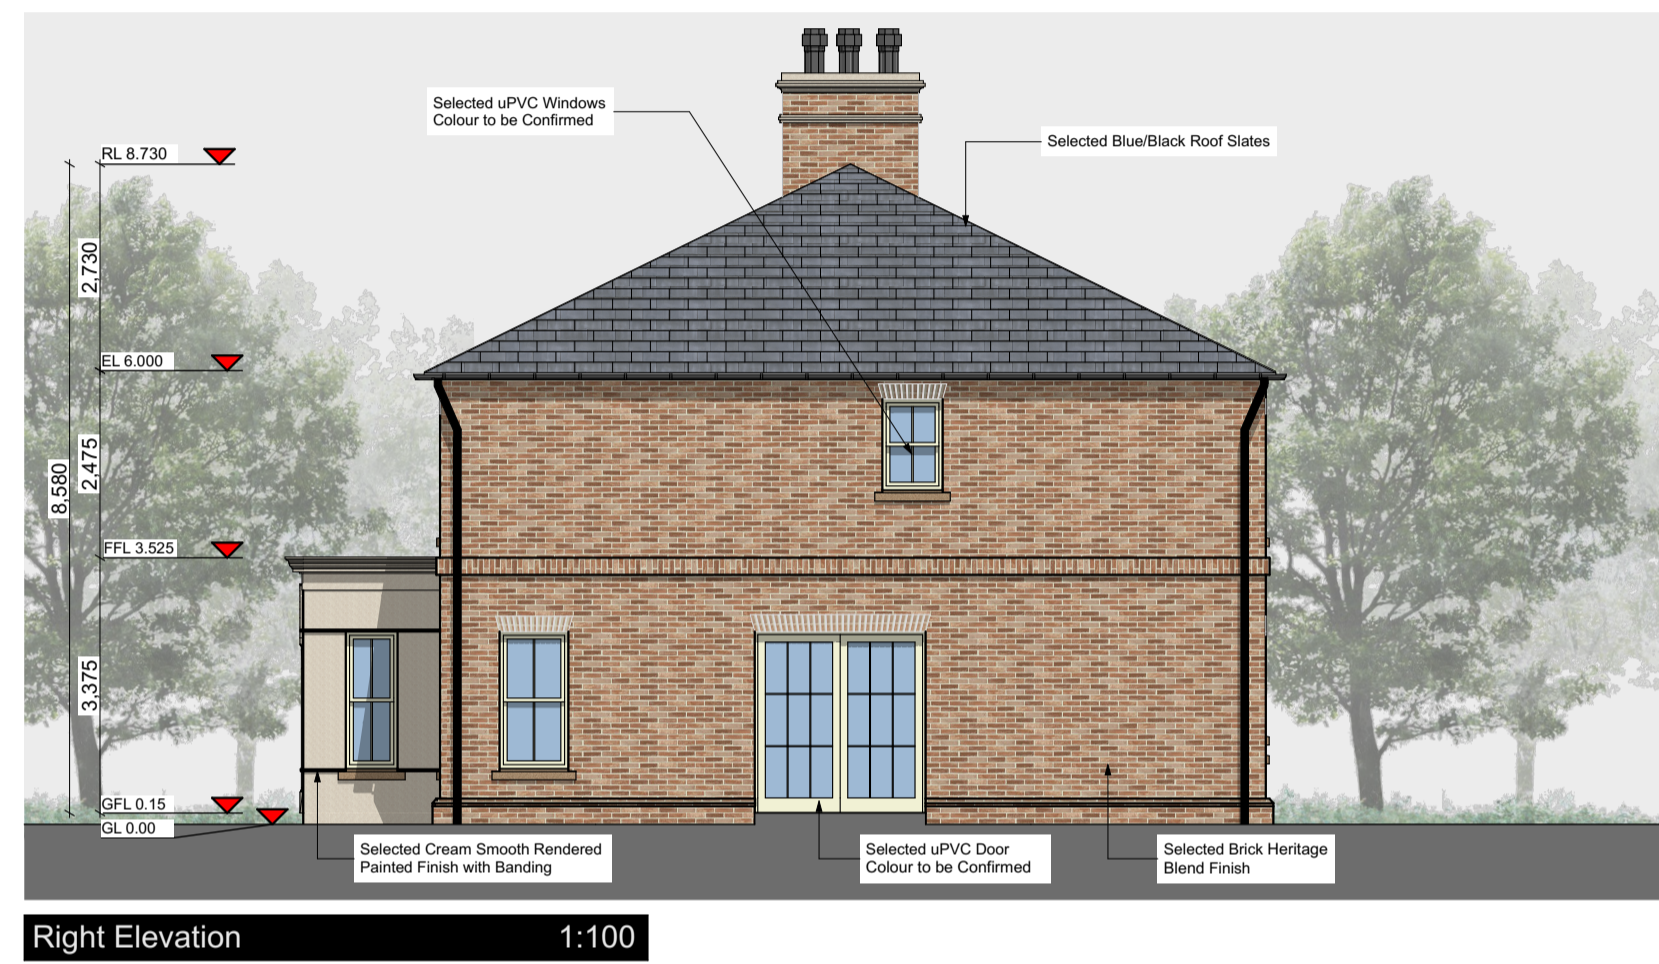 Selected uPVC Windows
Colour to be Confirmed
Selected Blue/Black Roof Slates
RL 8.730
2,730
EL 6.000
2,475
8,580
FFL 3.525
3,375
GFL 0.15
GL 0.00
Selected Cream Smooth Rendered
Painted Finish with Banding
Selected uPVC Door
Colour to be Confirmed
Selected Brick Heritage
Blend Finish
Right Elevation 1:100